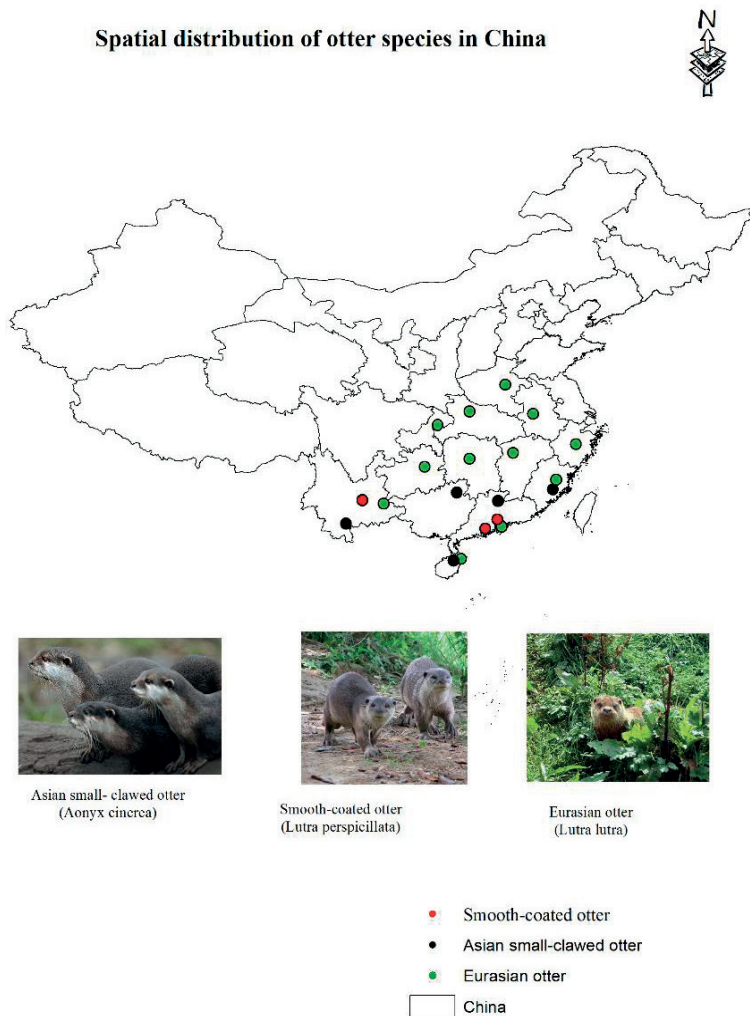 Spatial distribution of otter species in China
N
Asian small- clawed otter
(Aonyx cinerea)
Smooth-coated otter
(Lutra perspicillata)
Eurasian otter
(Lutra lutra)
Smooth-coated otter
Asian small-clawed otter
Eurasian otter
China